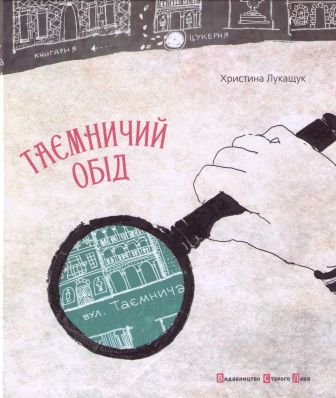 КНИГАРНЯ
ЦУКЕРНЯ
Христина Лукащук
ТАЄМНИЧИЙ
ОБІД
ВУЛ. Таємнича
Видавництво Старого Лева